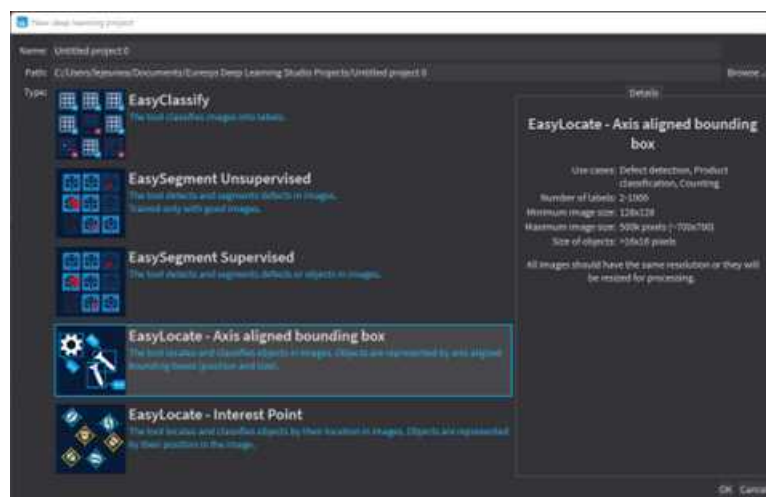 New deep learning project
Name: Untitled project 0
Path: Documents/Euresys Deep Learning Studio Projects/Untitled project 0 Browse
Type:
EasyClassify
The tool classifies images into labels.
EasySegment Unsupervised
The tool detects and segments defects in images.
Trained only with good images.
EasySegment Supervised
The tool detects and segments defects or objects in images.
EasyLocate - Axis aligned bounding box
The tool locates and classifies objects in images. Objects are represented by axis aligned
bounding boxes (position and size).
EasyLocate - Interest Point
The tool locates and classifies objects by their location in images. Objects are represented
by their position in the image.
Details
EasyLocate - Axis aligned bounding
box
Use cases: Defect detection, Product
classification, Counting
Number of labels:
Minimum image size: 128x128
Maximum image size: 500k pixels (~700x700)
Size of objects: >16x16 pixels
All images should have the same resolution or they will
be resized for processing.
OK Cancel